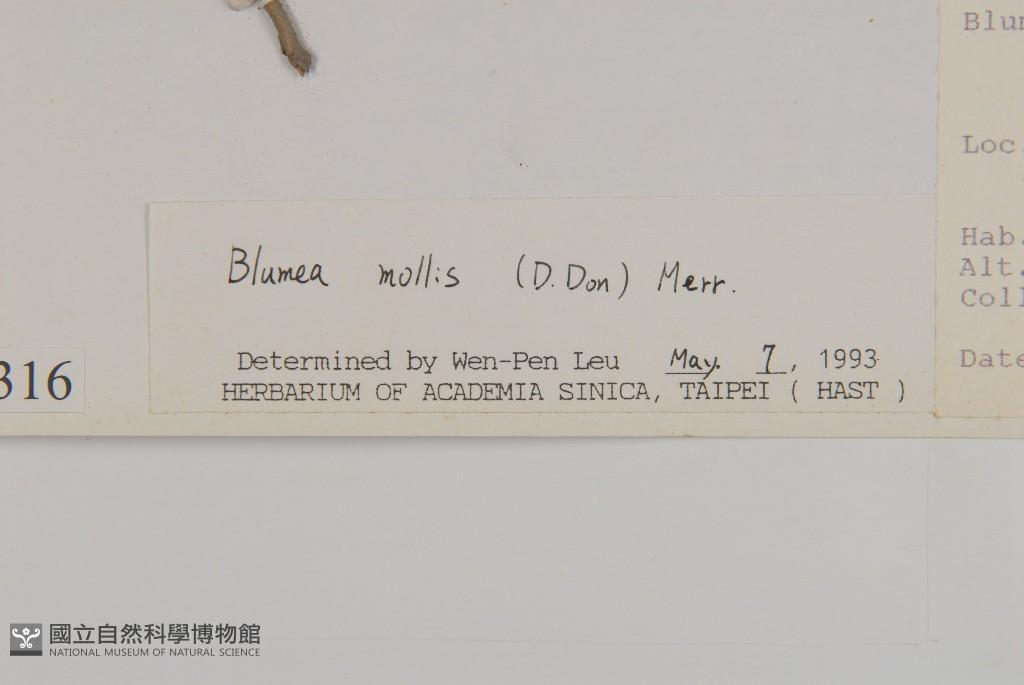 Blumea mollis (D. Don) Merr.
Determined by Wen-Pen Leu May. 7, 1993
HERBARIUM OF ACADEMIA SINICA, TAIPEI ( HAST )
316
Loc.
Hab.
Alt.
Coll
Date
國立自然科學博物館
NATIONAL MUSEUM OF NATURAL SCIENCE